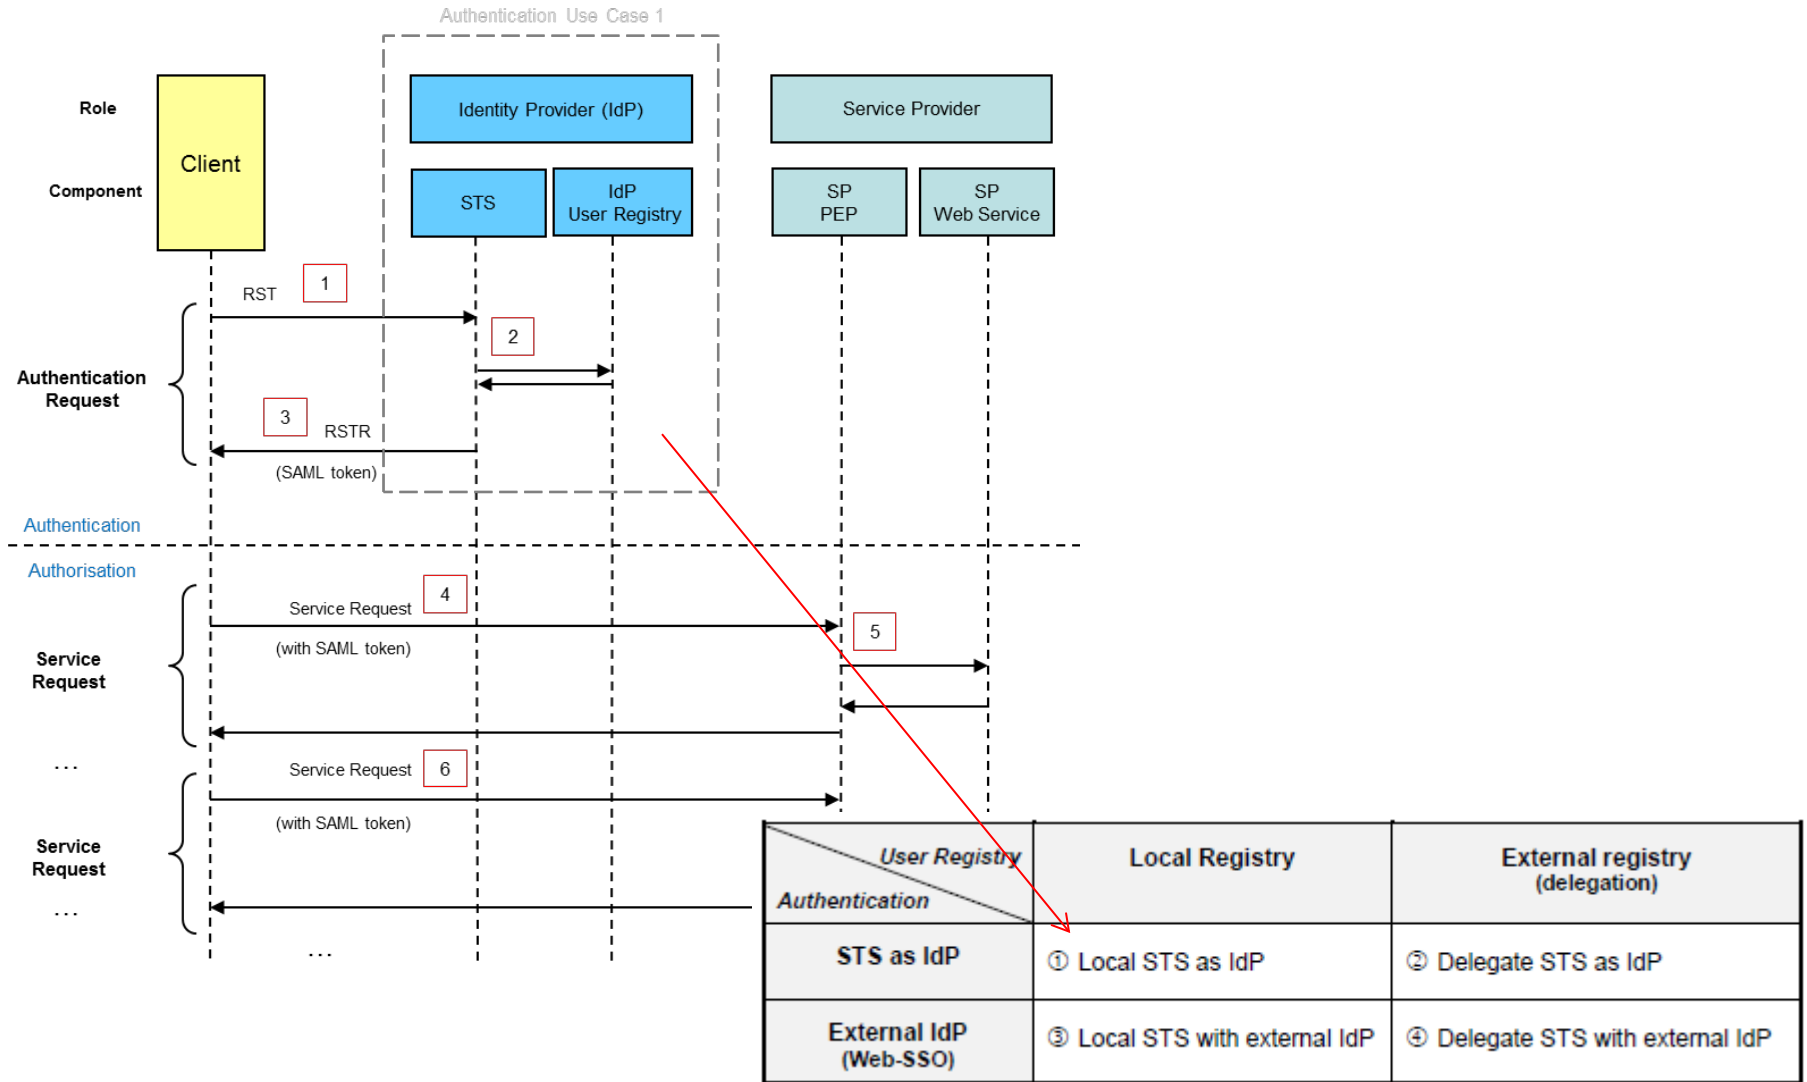 Authentication Use Case 1
Role
Client
Identity Provider (IdP)
Service Provider
Component
STS
IdP
User Registry
SP
PEP
SP
Web Service
RST
1
2
Authentication
Request
3
RSTR
(SAML token)
Authentication
Authorisation
Service Request
4
(with SAML token)
5
Service
Request
...
Service Request
6
(with SAML token)
Service
Request
...
...
User Registry
Authentication
Local Registry
External registry
(delegation)
STS as IdP
① Local STS as IdP
② Delegate STS as IdP
External IdP
(Web-SSO)
③ Local STS with external IdP
④ Delegate STS with external IdP